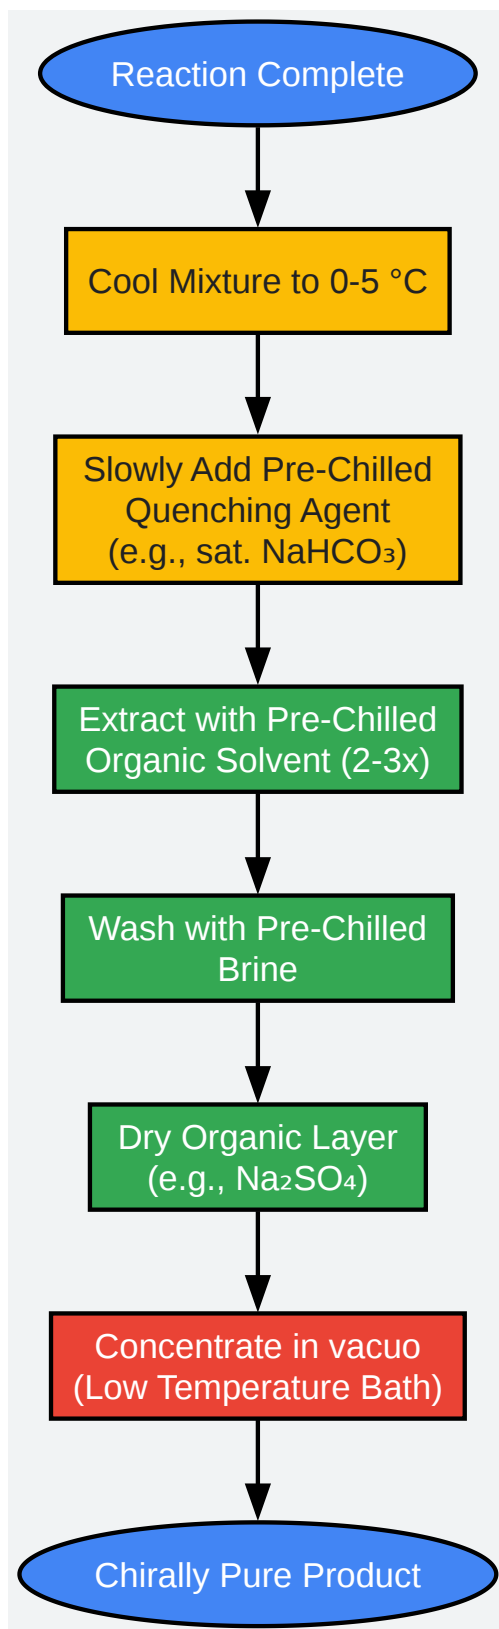 Reaction Complete
Cool Mixture to 0-5 °C
Slowly Add Pre-Chilled
Quenching Agent
(e.g., sat. NaHCO₃)
Extract with Pre-Chilled
Organic Solvent (2-3x)
Wash with Pre-Chilled
Brine
Dry Organic Layer
(e.g., Na₂SO₄)
Concentrate in vacuo
(Low Temperature Bath)
Chirally Pure Product